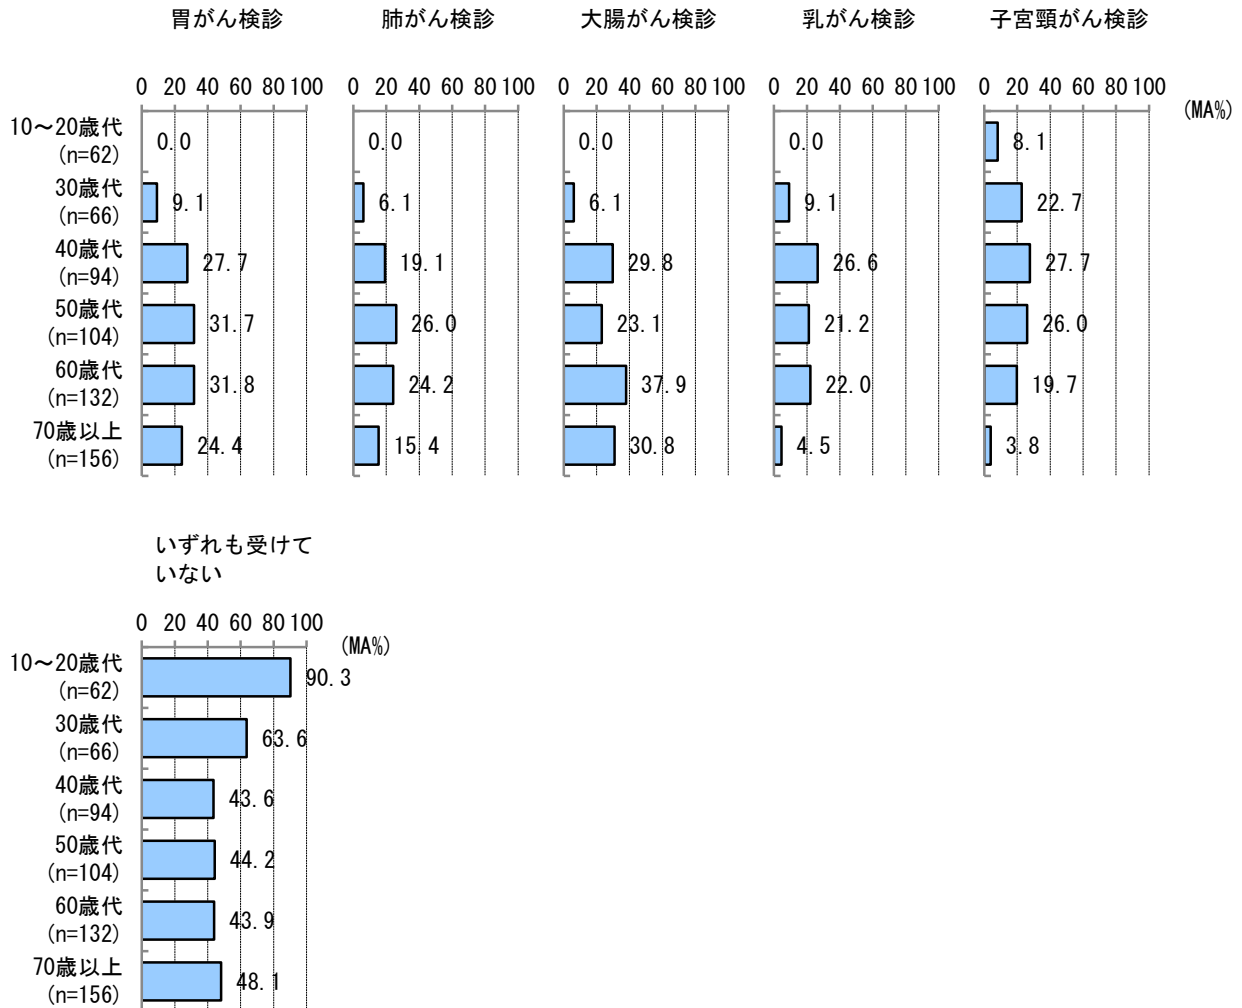 胃がん検診 肺がん検診 大腸がん検診 乳がん検診 子宮頸がん検診
0 20 40 60 80 100 0 20 40 60 80 100 0 20 40 60 80 100 0 20 40 60 80 100 0 20 40 60 80 100
(MA%)
10～20歳代
(n=62)
0.0 0.0 0.0 0.0 8.1
30歳代
(n=66)
9.1 6.1 6.1 9.1 22.7
40歳代
(n=94)
27.7 19.1 29.8 26.6 27.7
50歳代
(n=104)
31.7 26.0 23.1 21.2 26.0
60歳代
(n=132)
31.8 24.2 37.9 22.0 19.7
70歳以上
(n=156)
24.4 15.4 30.8 4.5 3.8
いずれも受けて
いない
0 20 40 60 80 100
(MA%)
10～20歳代
(n=62)
90.3
30歳代
(n=66)
63.6
40歳代
(n=94)
43.6
50歳代
(n=104)
44.2
60歳代
(n=132)
43.9
70歳以上
(n=156)
48.1